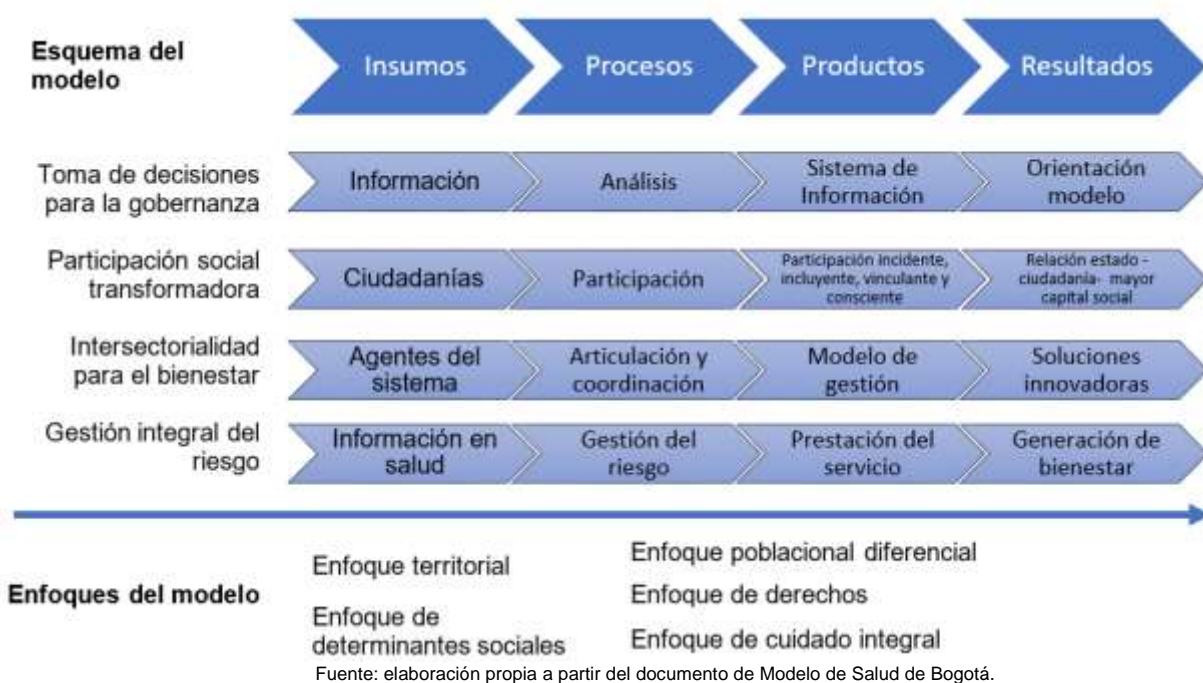 Esquema del
modelo
Insumos
Procesos
Productos
Resultados
Toma de decisiones
para la gobernanza
Información
Análisis
Sistema de
Información
Orientación
modelo
Participación social
transformadora
Ciudadanías
Participación
Participación incidente,
incluyente, vinculante y
consciente
Relación estado -
ciudadanía- mayor
capital social
Intersectorialidad
para el bienestar
Agentes del
sistema
Articulación y
coordinación
Modelo de
gestión
Soluciones
innovadoras
Gestión integral del
riesgo
Información en
salud
Gestión del
riesgo
Prestación del
servicio
Generación de
bienestar
Enfoques del modelo
Enfoque territorial
Enfoque de
determinantes sociales
Enfoque poblacional diferencial
Enfoque de derechos
Enfoque de cuidado integral
Fuente: elaboración propia a partir del documento de Modelo de Salud de Bogotá.